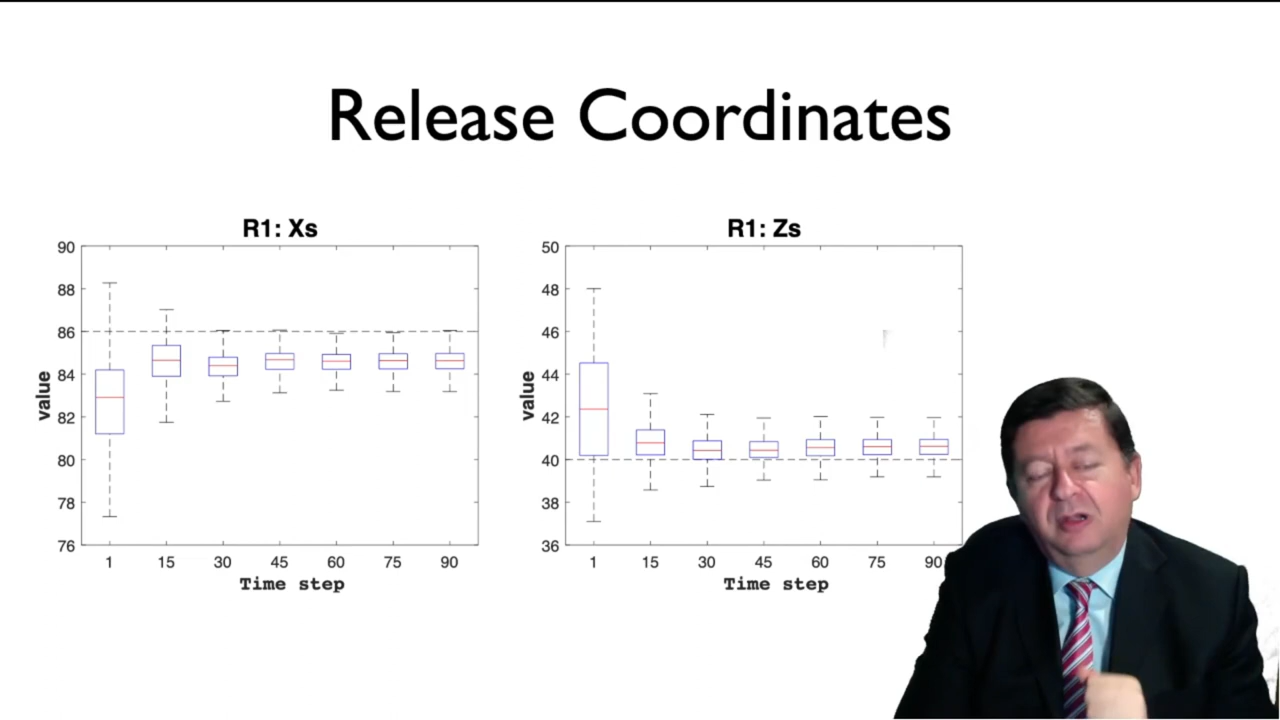 Release Coordinates
R1: Xs
90
88
86
84
82
80
78
76
value
1 15 30 45 60 75 90
Time step
R1: Zs
50
48
46
44
42
40
38
36
value
1 15 30 45 60 75 90
Time step